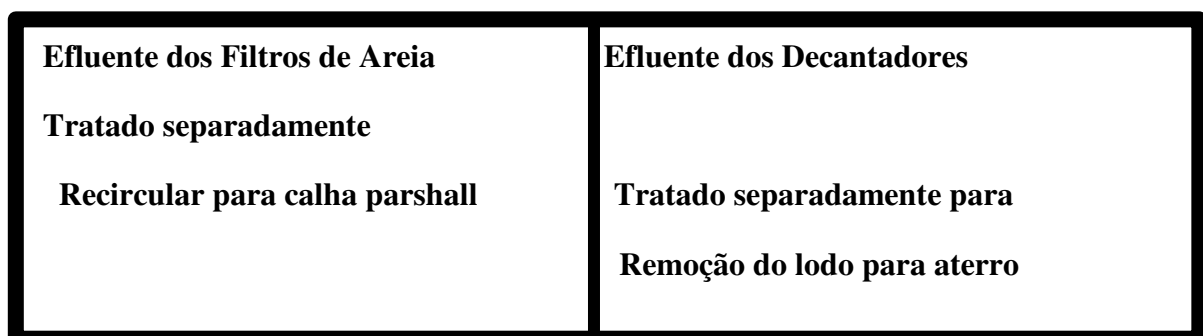 Efluente dos Filtros de Areia
Tratado separadamente
Recircular para calha parshall
Efluente dos Decantadores
Tratado separadamente para
Remoção do lodo para aterro